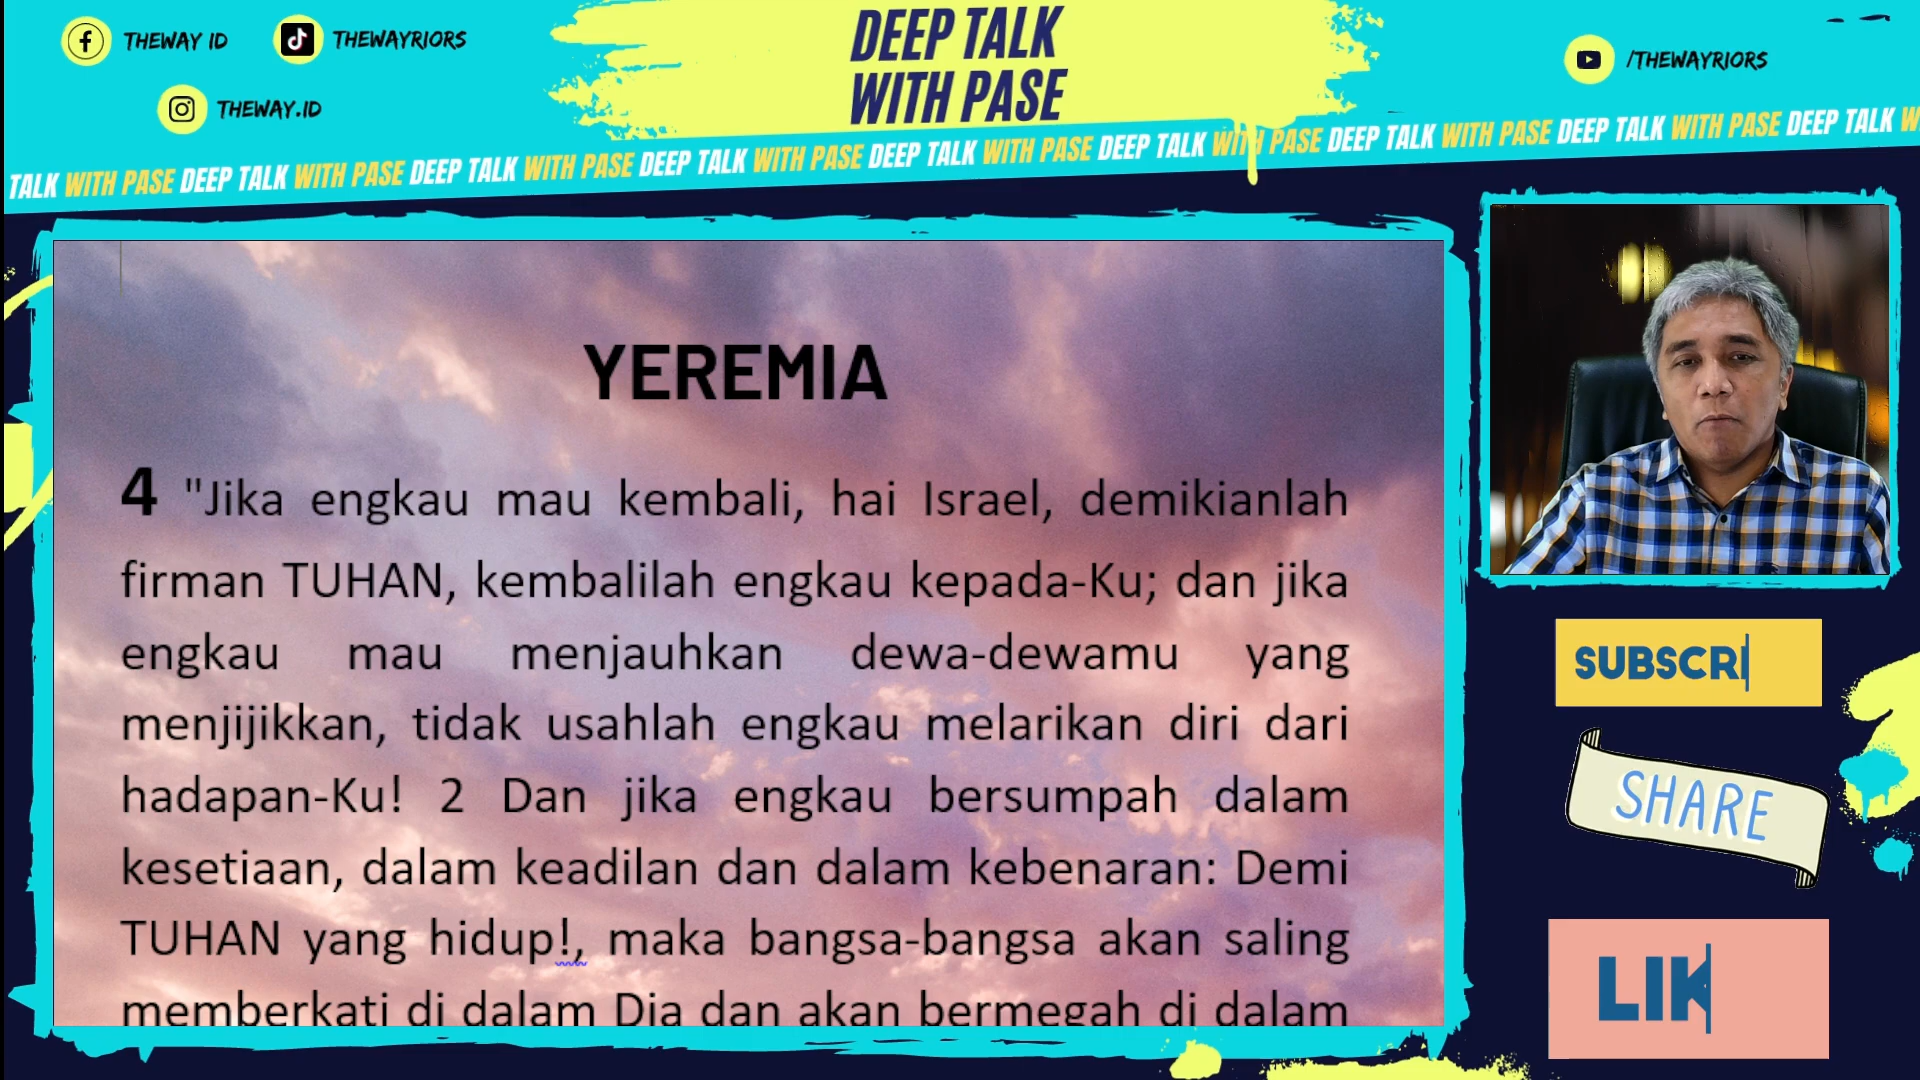 THEWAY ID
THEWAYRIORS
THEWAY.ID
DEEP TALK
WITH PASE
/THEWAYRIORS
TALK WITH PASE DEEP TALK WITH PASE DEEP TALK WITH PASE DEEP TALK WITH PASE DEEP TALK WITH PASE DEEP TALK WITH PASE DEEP TALK WITH PASE DEEP TALK W
YEREMIA
4 "Jika engkau mau kembali, hai Israel, demikianlah
firman TUHAN, kembalilah engkau kepada-Ku; dan jika
engkau mau menjauhkan dewa-dewamu yang
menjijikkan, tidak usahlah engkau melarikan diri dari
hadapan-Ku! 2 Dan jika engkau bersumpah dalam
kesetiaan, dalam keadilan dan dalam kebenaran: Demi
TUHAN yang hidup!, maka bangsa-bangsa akan saling
memberkati di dalam Dia dan akan bermegah di dalam
SUBSCRI
SHARE
LIK